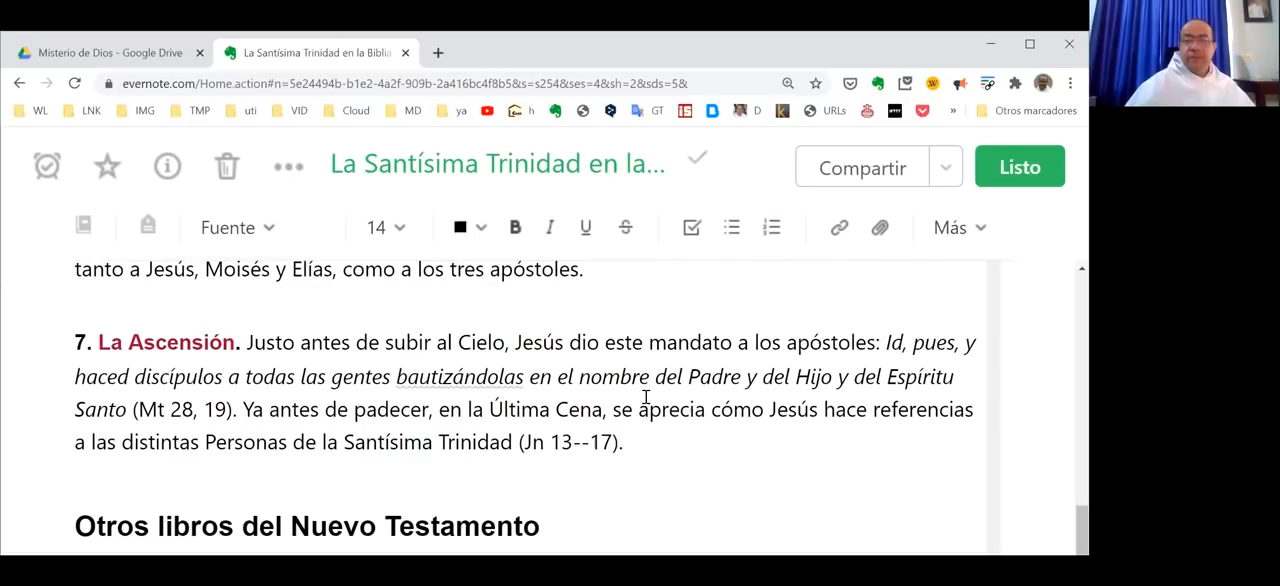 Misterio de Dios - Google Drive
La Santísima Trinidad en la Biblia
evernote.com/Home.action#n=5e24494b-b1e2-4a2f-909b-2a416bc4f8b5&s=s254&ses=4&sh=2&sds=5&
WL LNK IMG TMP uti VID Cloud MD ya h GT D URLs » Otros marcadores
La Santísima Trinidad en la... Compartir Listo
Fuente 14 B I U S Más
tanto a Jesús, Moisés y Elías, como a los tres apóstoles.
7. La Ascensión. Justo antes de subir al Cielo, Jesús dio este mandato a los apóstoles: Id, pues, y
haced discípulos a todas las gentes bautizándolas en el nombre del Padre y del Hijo y del Espíritu
Santo (Mt 28, 19). Ya antes de padecer, en la Última Cena, se aprecia cómo Jesús hace referencias
a las distintas Personas de la Santísima Trinidad (Jn 13--17).
Otros libros del Nuevo Testamento